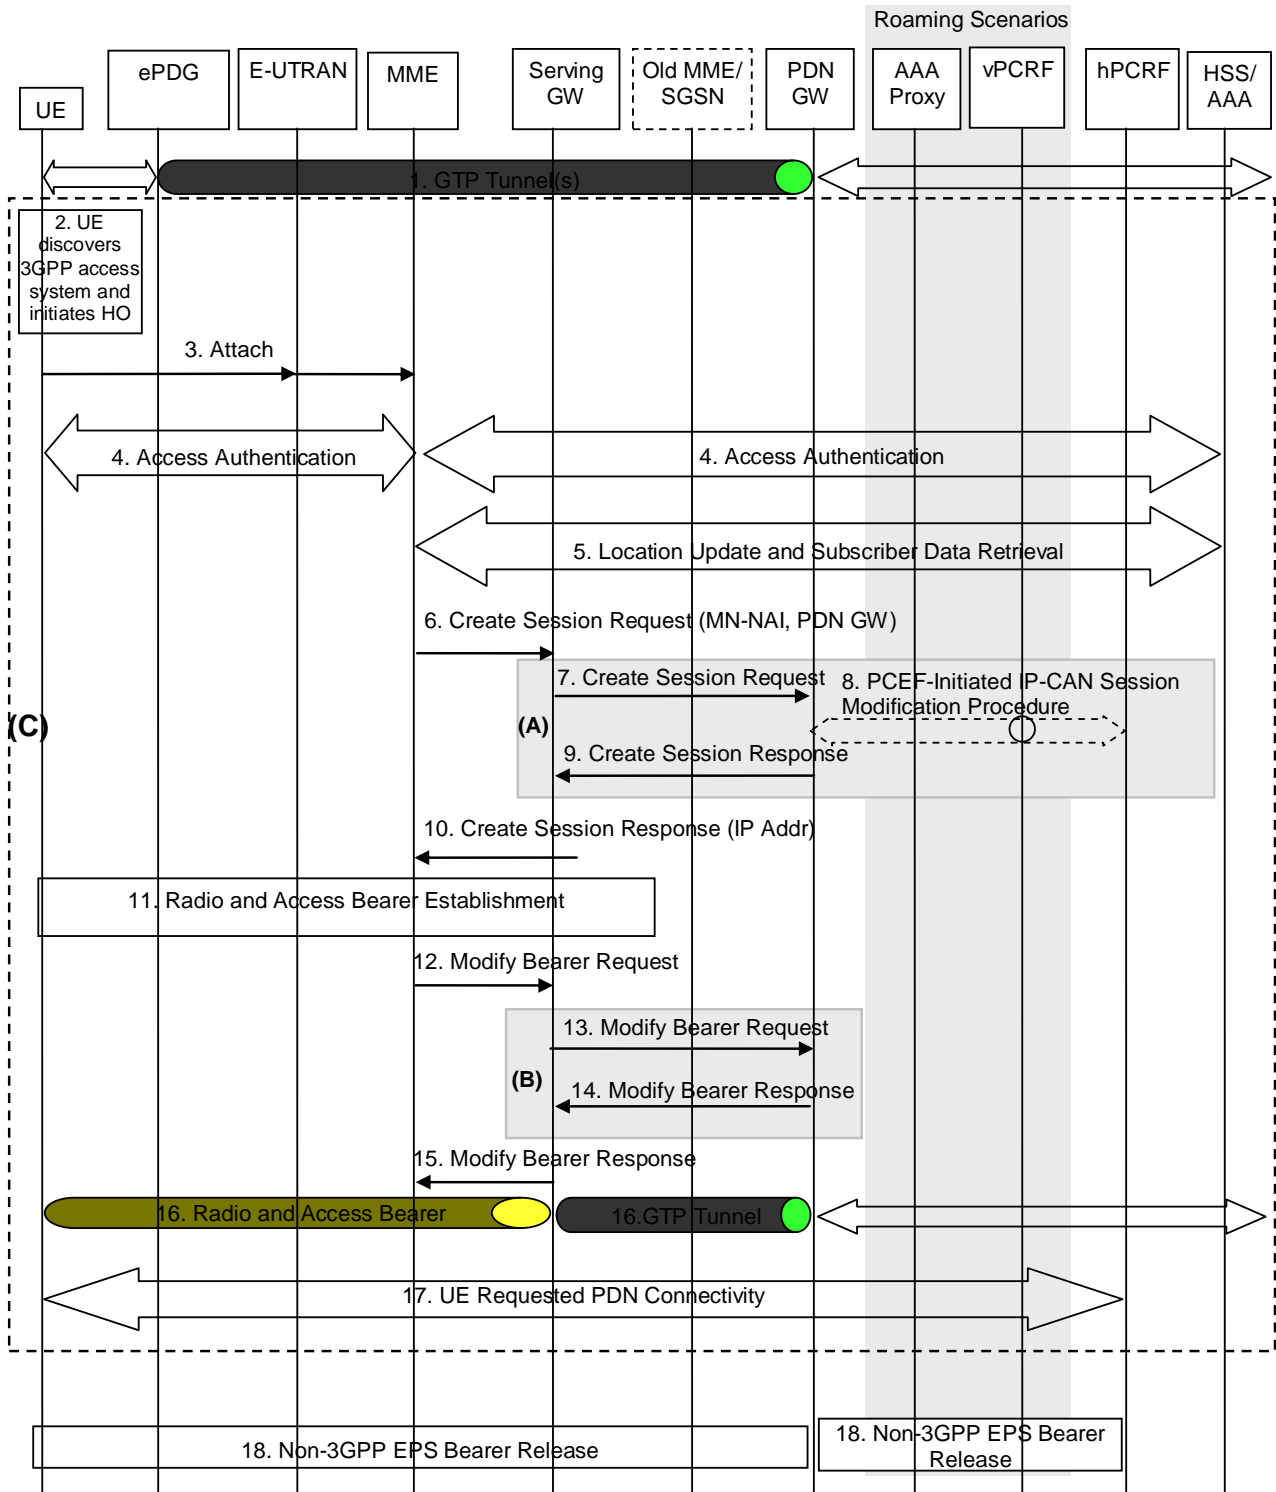 Roaming Scenarios
UE
ePDG
E-UTRAN
MME
Serving
GW
Old MME/
SGSN
PDN
GW
AAA
Proxy
vPCRF
hPCRF
HSS/
AAA
1. GTP Tunnel(s)
2. UE
discovers
3GPP access
system and
initiates HO
3. Attach
4. Access Authentication
4. Access Authentication
5. Location Update and Subscriber Data Retrieval
6. Create Session Request (MN-NAI, PDN GW)
7. Create Session Request
8. PCEF-Initiated IP-CAN Session
Modification Procedure
(C)
(A)
9. Create Session Response
10. Create Session Response (IP Addr)
11. Radio and Access Bearer Establishment
12. Modify Bearer Request
13. Modify Bearer Request
(B)
14. Modify Bearer Response
15. Modify Bearer Response
16. Radio and Access Bearer
16.GTP Tunnel
17. UE Requested PDN Connectivity
18. Non-3GPP EPS Bearer Release
18. Non-3GPP EPS Bearer
Release